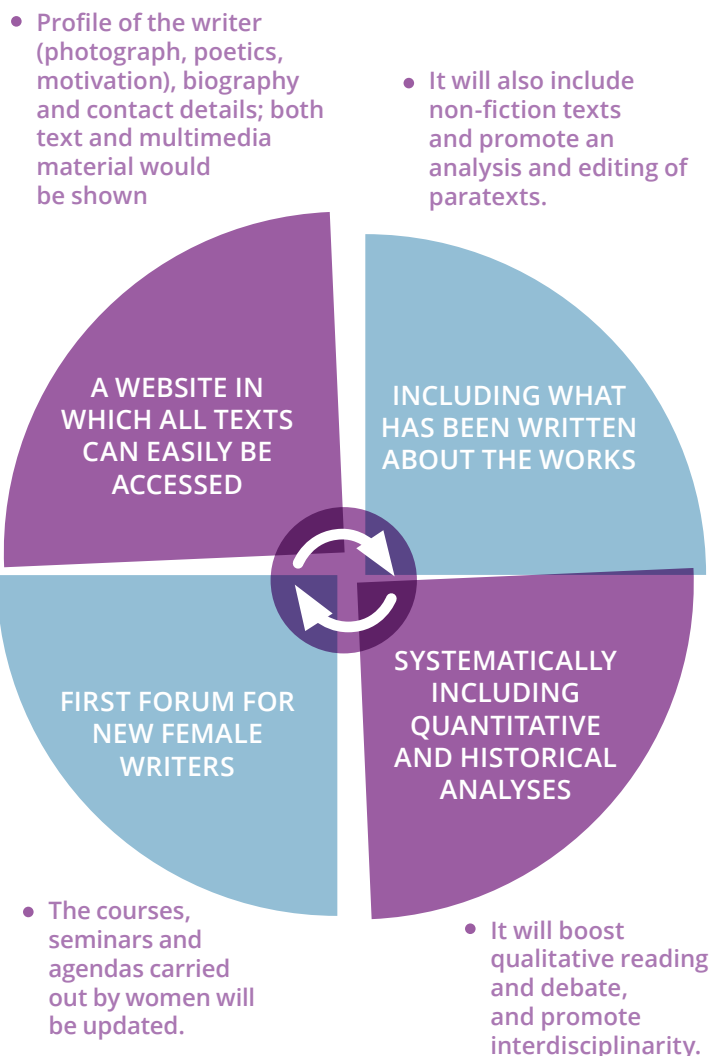 • Profile of the writer
(photograph, poetics,
motivation), biography
and contact details; both
text and multimedia
material would
be shown
• It will also include
non-fiction texts
and promote an
analysis and editing of
paratexts.
A WEBSITE IN
WHICH ALL TEXTS
CAN EASILY BE
ACCESSED
INCLUDING WHAT
HAS BEEN WRITTEN
ABOUT THE WORKS
FIRST FORUM FOR
NEW FEMALE
WRITERS
SYSTEMATICALLY
INCLUDING
QUANTITATIVE
AND HISTORICAL
ANALYSES
• The courses,
seminars and
agendas carried
out by women will
be updated.
• It will boost
qualitative reading
and debate,
and promote
interdisciplinarity.